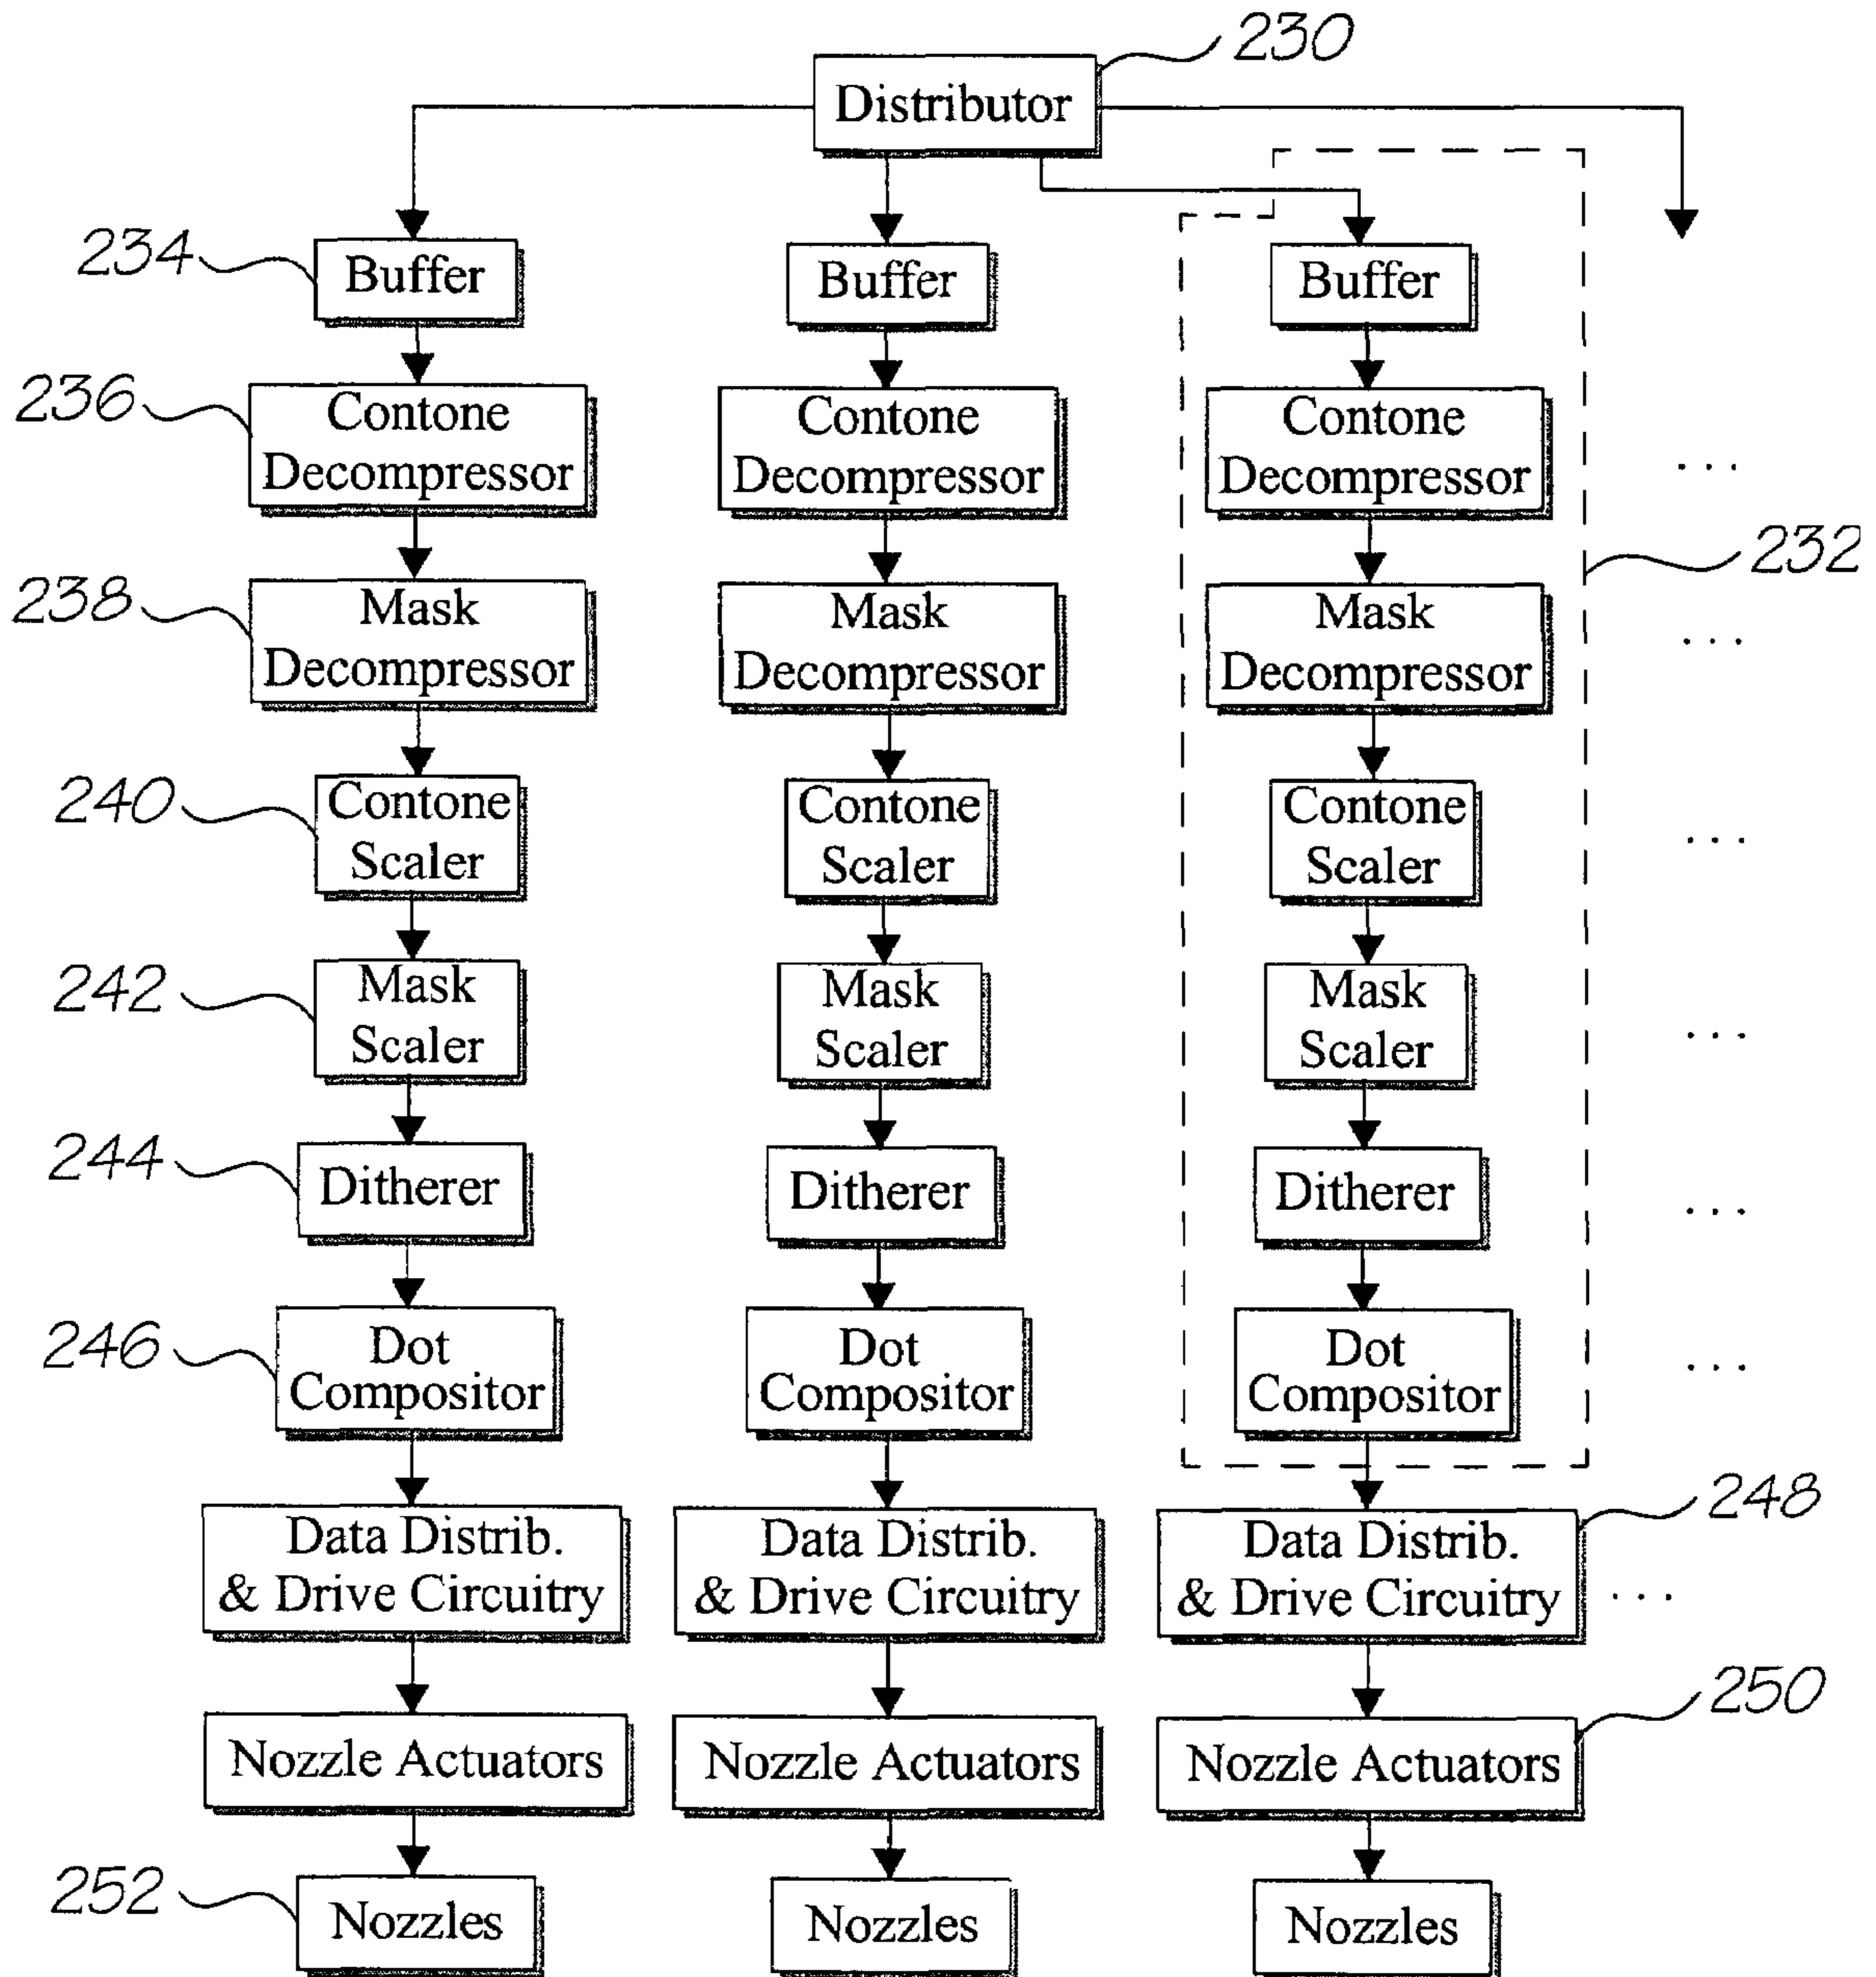 230
Distributor
234
Buffer
Buffer
Buffer
236
Contone
Decompressor
Contone
Decompressor
Contone
Decompressor
...
232
238
Mask
Decompressor
Mask
Decompressor
Mask
Decompressor
...
240
Contone
Scaler
Contone
Scaler
Contone
Scaler
...
242
Mask
Scaler
Mask
Scaler
Mask
Scaler
...
244
Ditherer
Ditherer
Ditherer
...
246
Dot
Compositor
Dot
Compositor
Dot
Compositor
...
Data Distrib.
& Drive Circuitry
Data Distrib.
& Drive Circuitry
Data Distrib.
& Drive Circuitry
248
...
Nozzle Actuators
Nozzle Actuators
Nozzle Actuators
250
252
Nozzles
Nozzles
Nozzles